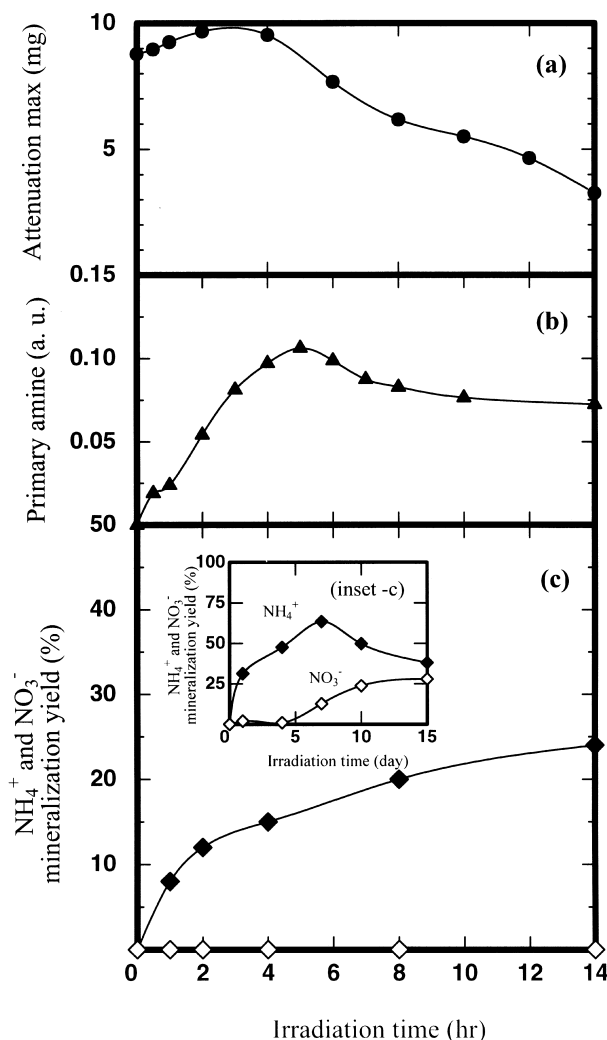 10
(a)
Attenuation max (mg)
5
0.15
(b)
Primary amine (a. u.)
0.10
0.05
50
(c)
NH₄⁺ and NO₃⁻
mineralization yield (%)
40
30
20
10
100
(inset -c)
NH₄⁺ and NO₃⁻
mineralization yield (%)
75
NH₄⁺
50
NO₃⁻
25
0 5 10 15
Irradiation time (day)
0 2 4 6 8 10 12 14
Irradiation time (hr)